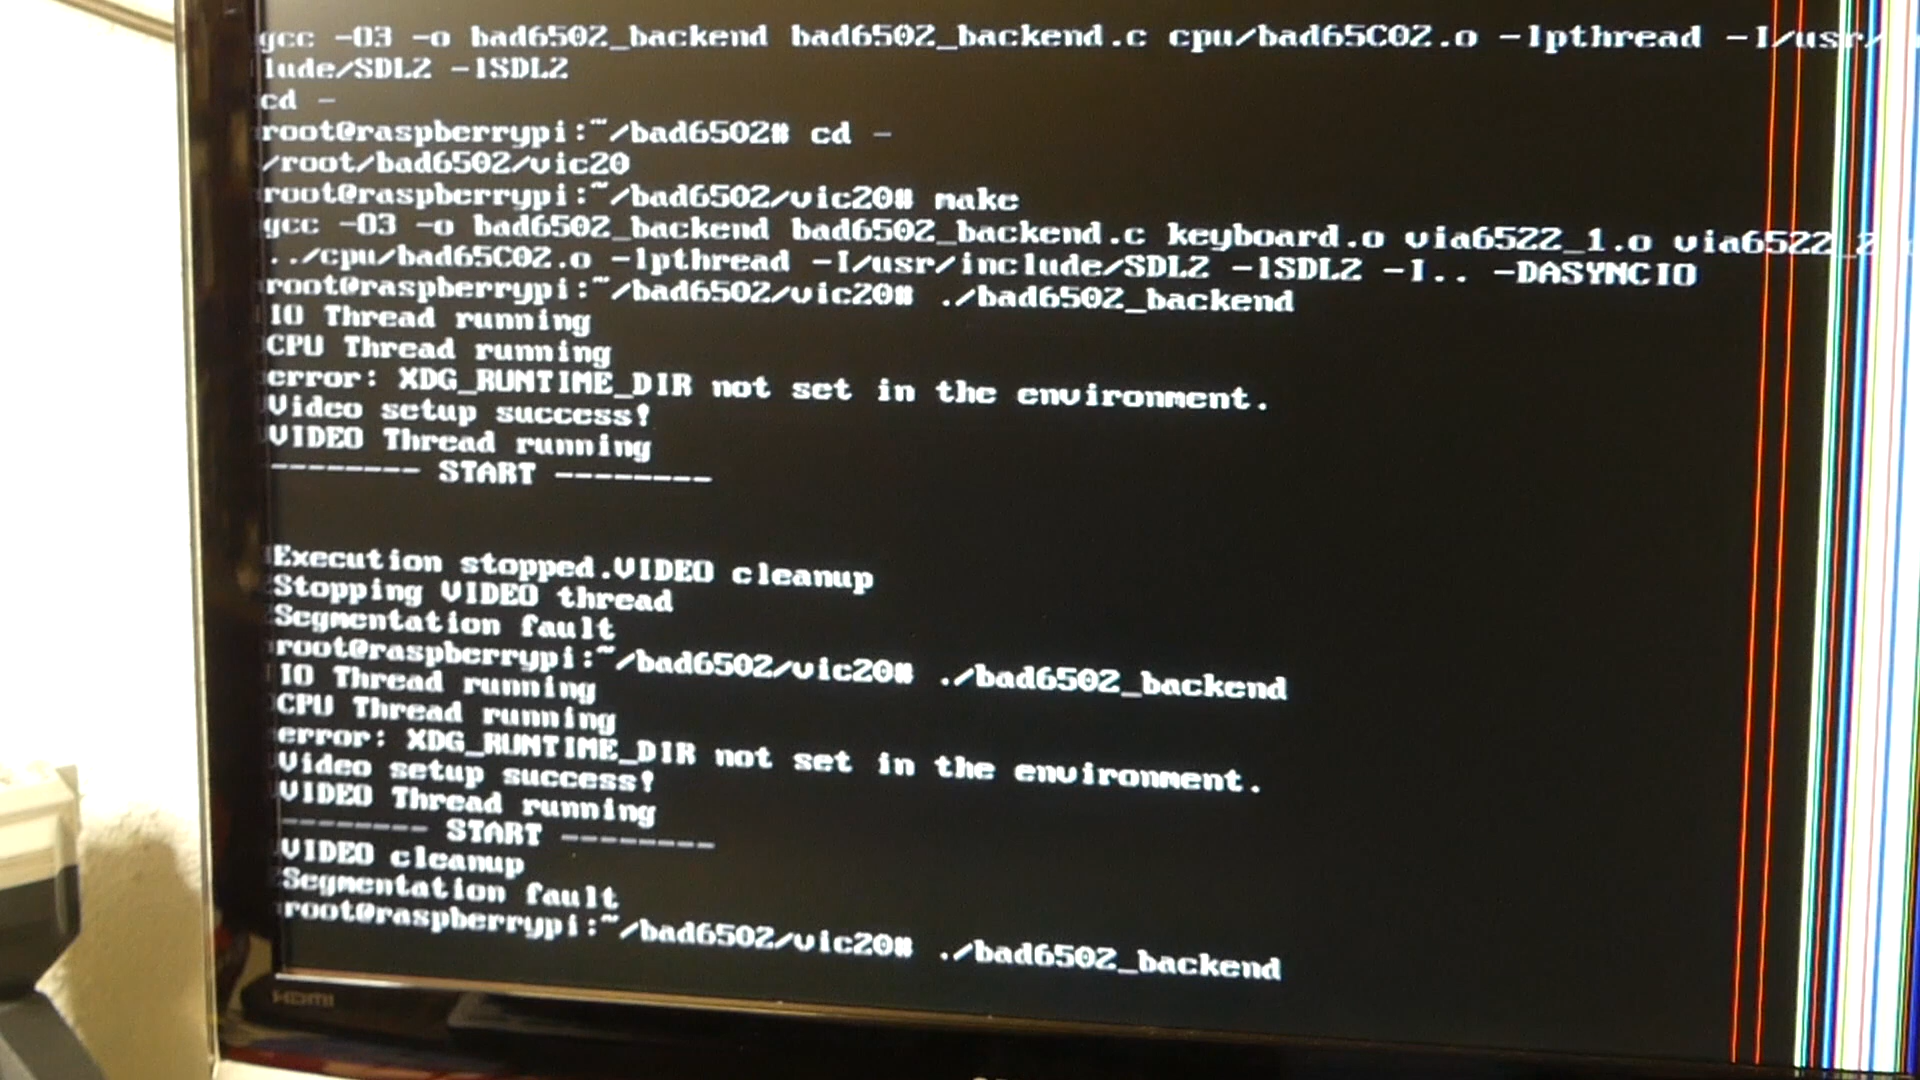 gcc -O3 -o bad6502_backend bad6502_backend.c cpu/bad65C02.o -lpthread -I/usr/
lude/SDL2 -lSDL2
cd -
root@raspberrypi:~/bad6502# cd -
/root/bad6502/vic20
root@raspberrypi:~/bad6502/vic20# make
gcc -O3 -o bad6502_backend bad6502_backend.c keyboard.o via6522_1.o via6522_2
../cpu/bad65C02.o -lpthread -I/usr/include/SDL2 -lSDL2 -I.. -DASYNCIO
root@raspberrypi:~/bad6502/vic20# ./bad6502_backend
IO Thread running
CPU Thread running
error: XDG_RUNTIME_DIR not set in the environment.
Video setup success!
VIDEO Thread running
-------- START --------
Execution stopped.VIDEO cleanup
Stopping VIDEO thread
Segmentation fault
root@raspberrypi:~/bad6502/vic20# ./bad6502_backend
IO Thread running
CPU Thread running
error: XDG_RUNTIME_DIR not set in the environment.
Video setup success!
VIDEO Thread running
-------- START --------
VIDEO cleanup
Segmentation fault
root@raspberrypi:~/bad6502/vic20# ./bad6502_backend
HDMI